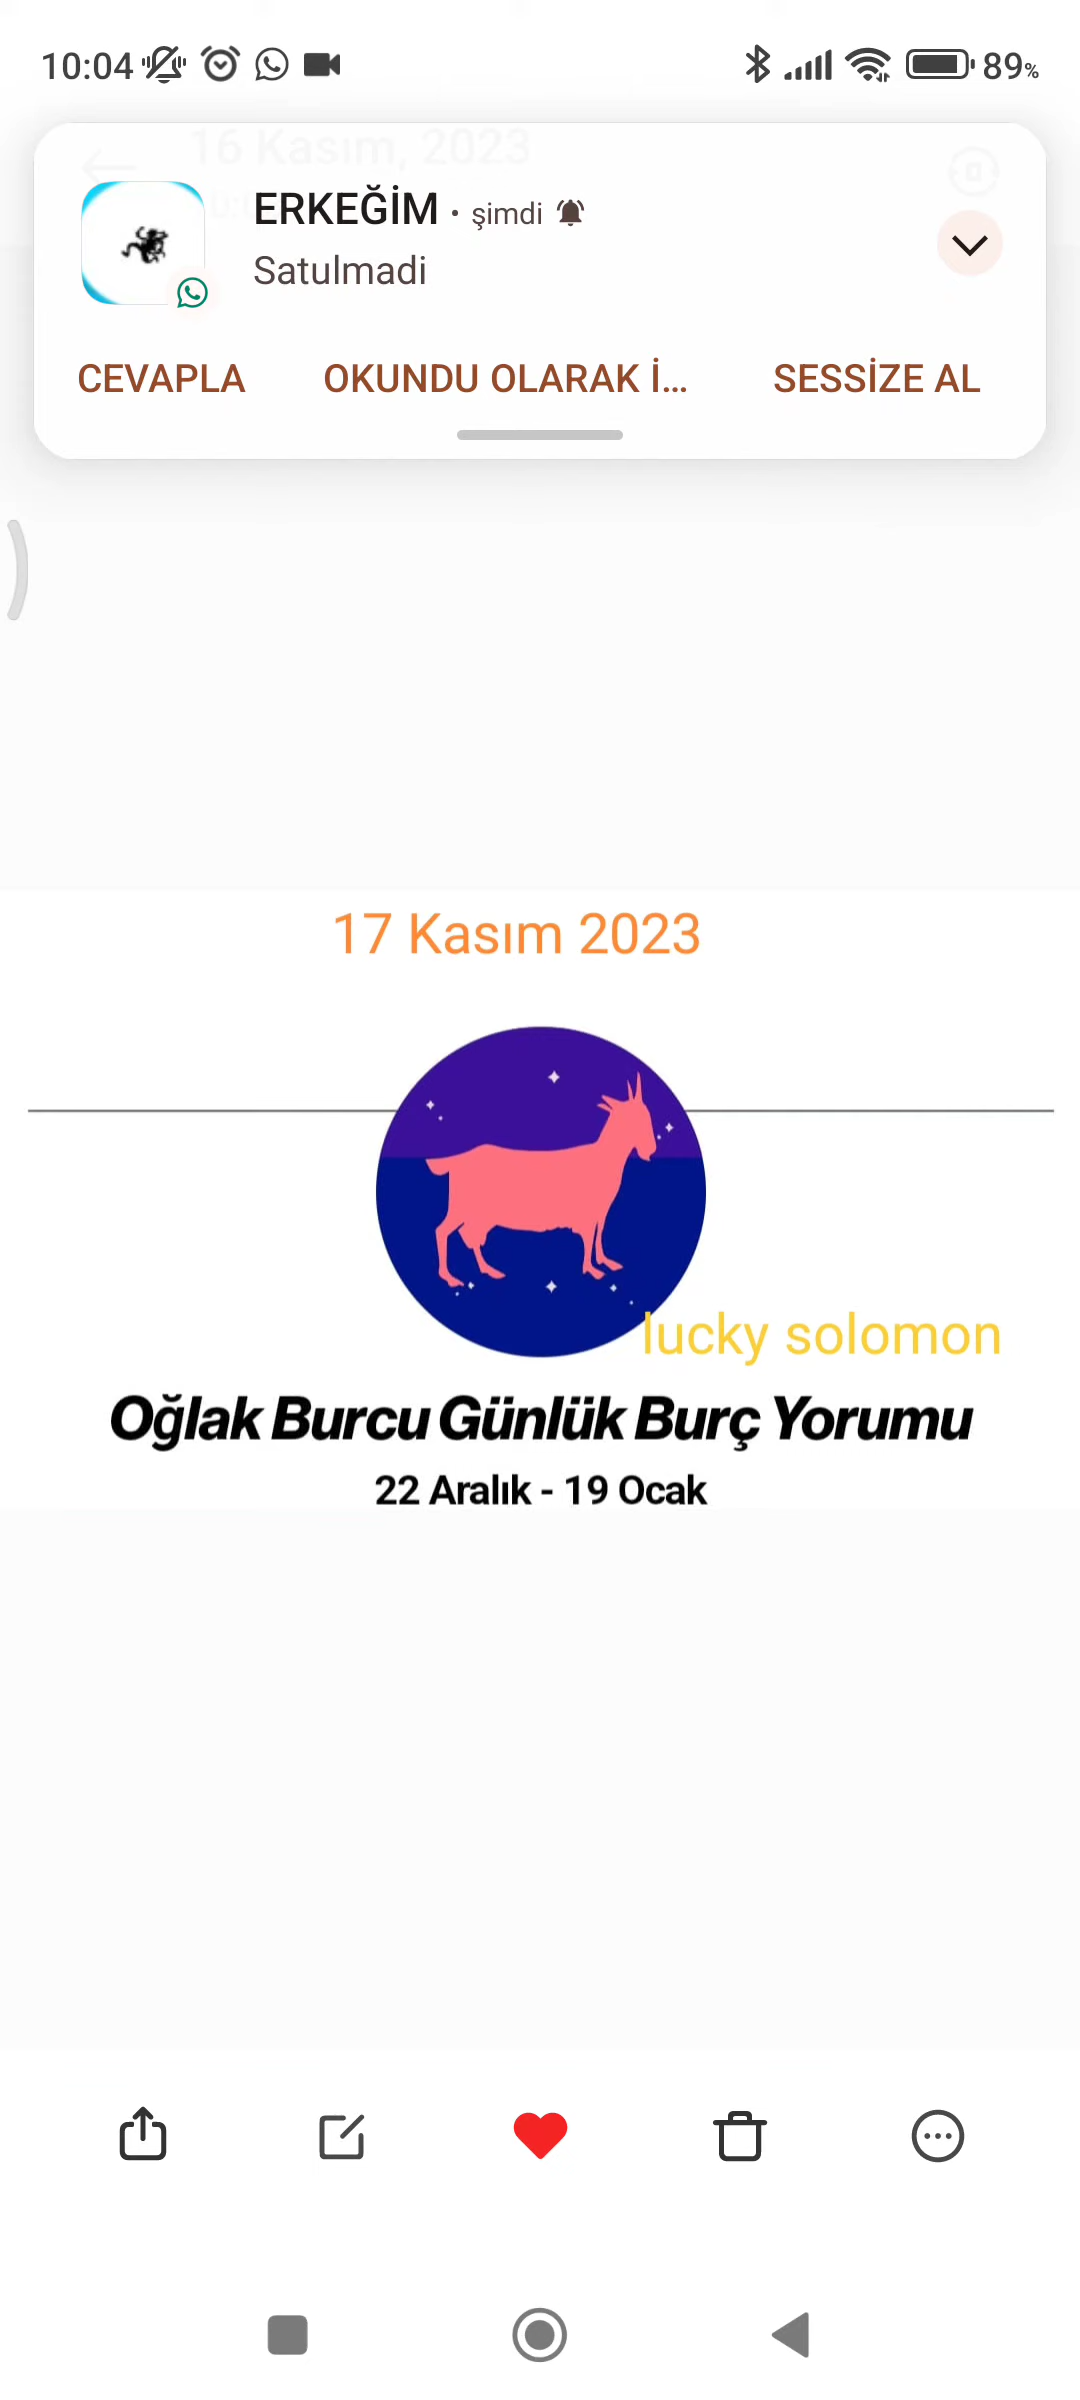 10:04
89%
16 Kasım, 2023
ERKEĞİM • şimdi
Satulmadi
CEVAPLA
OKUNDU OLARAK İ...
SESSİZE AL
17 Kasım 2023
lucky solomon
Oğlak Burcu Günlük Burç Yorumu
22 Aralık - 19 Ocak